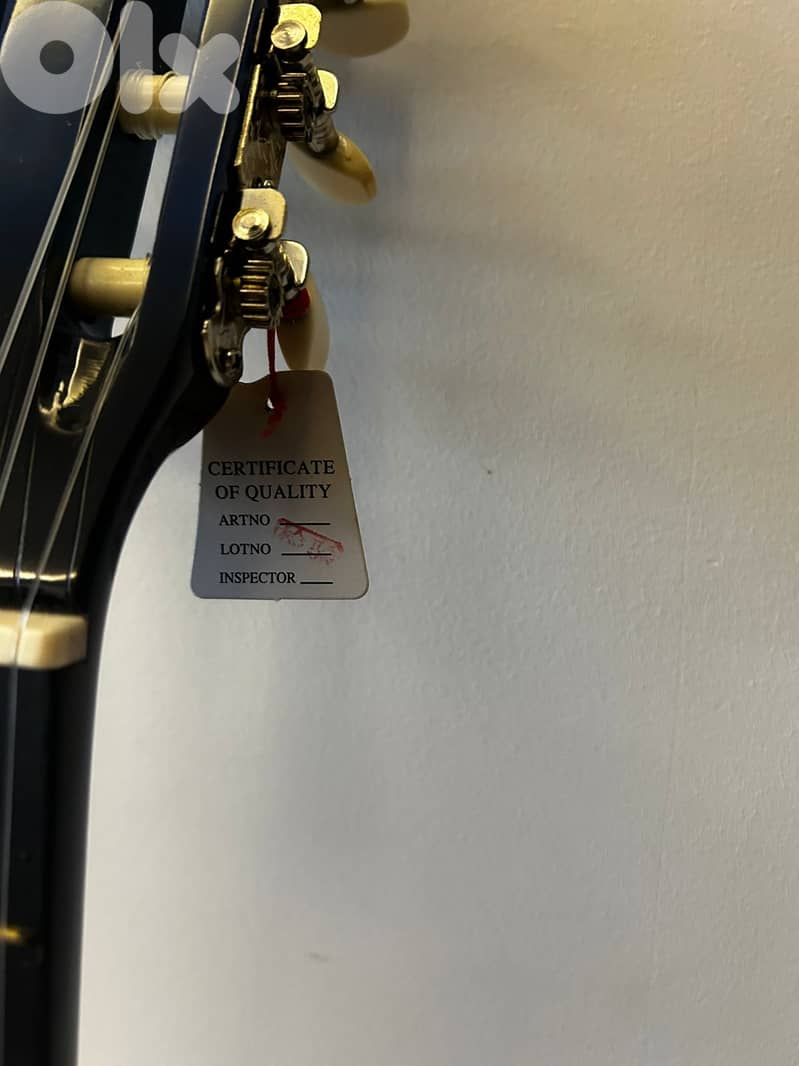 olx
CERTIFICATE
OF QUALITY
ARTNO
LOTNO
INSPECTOR